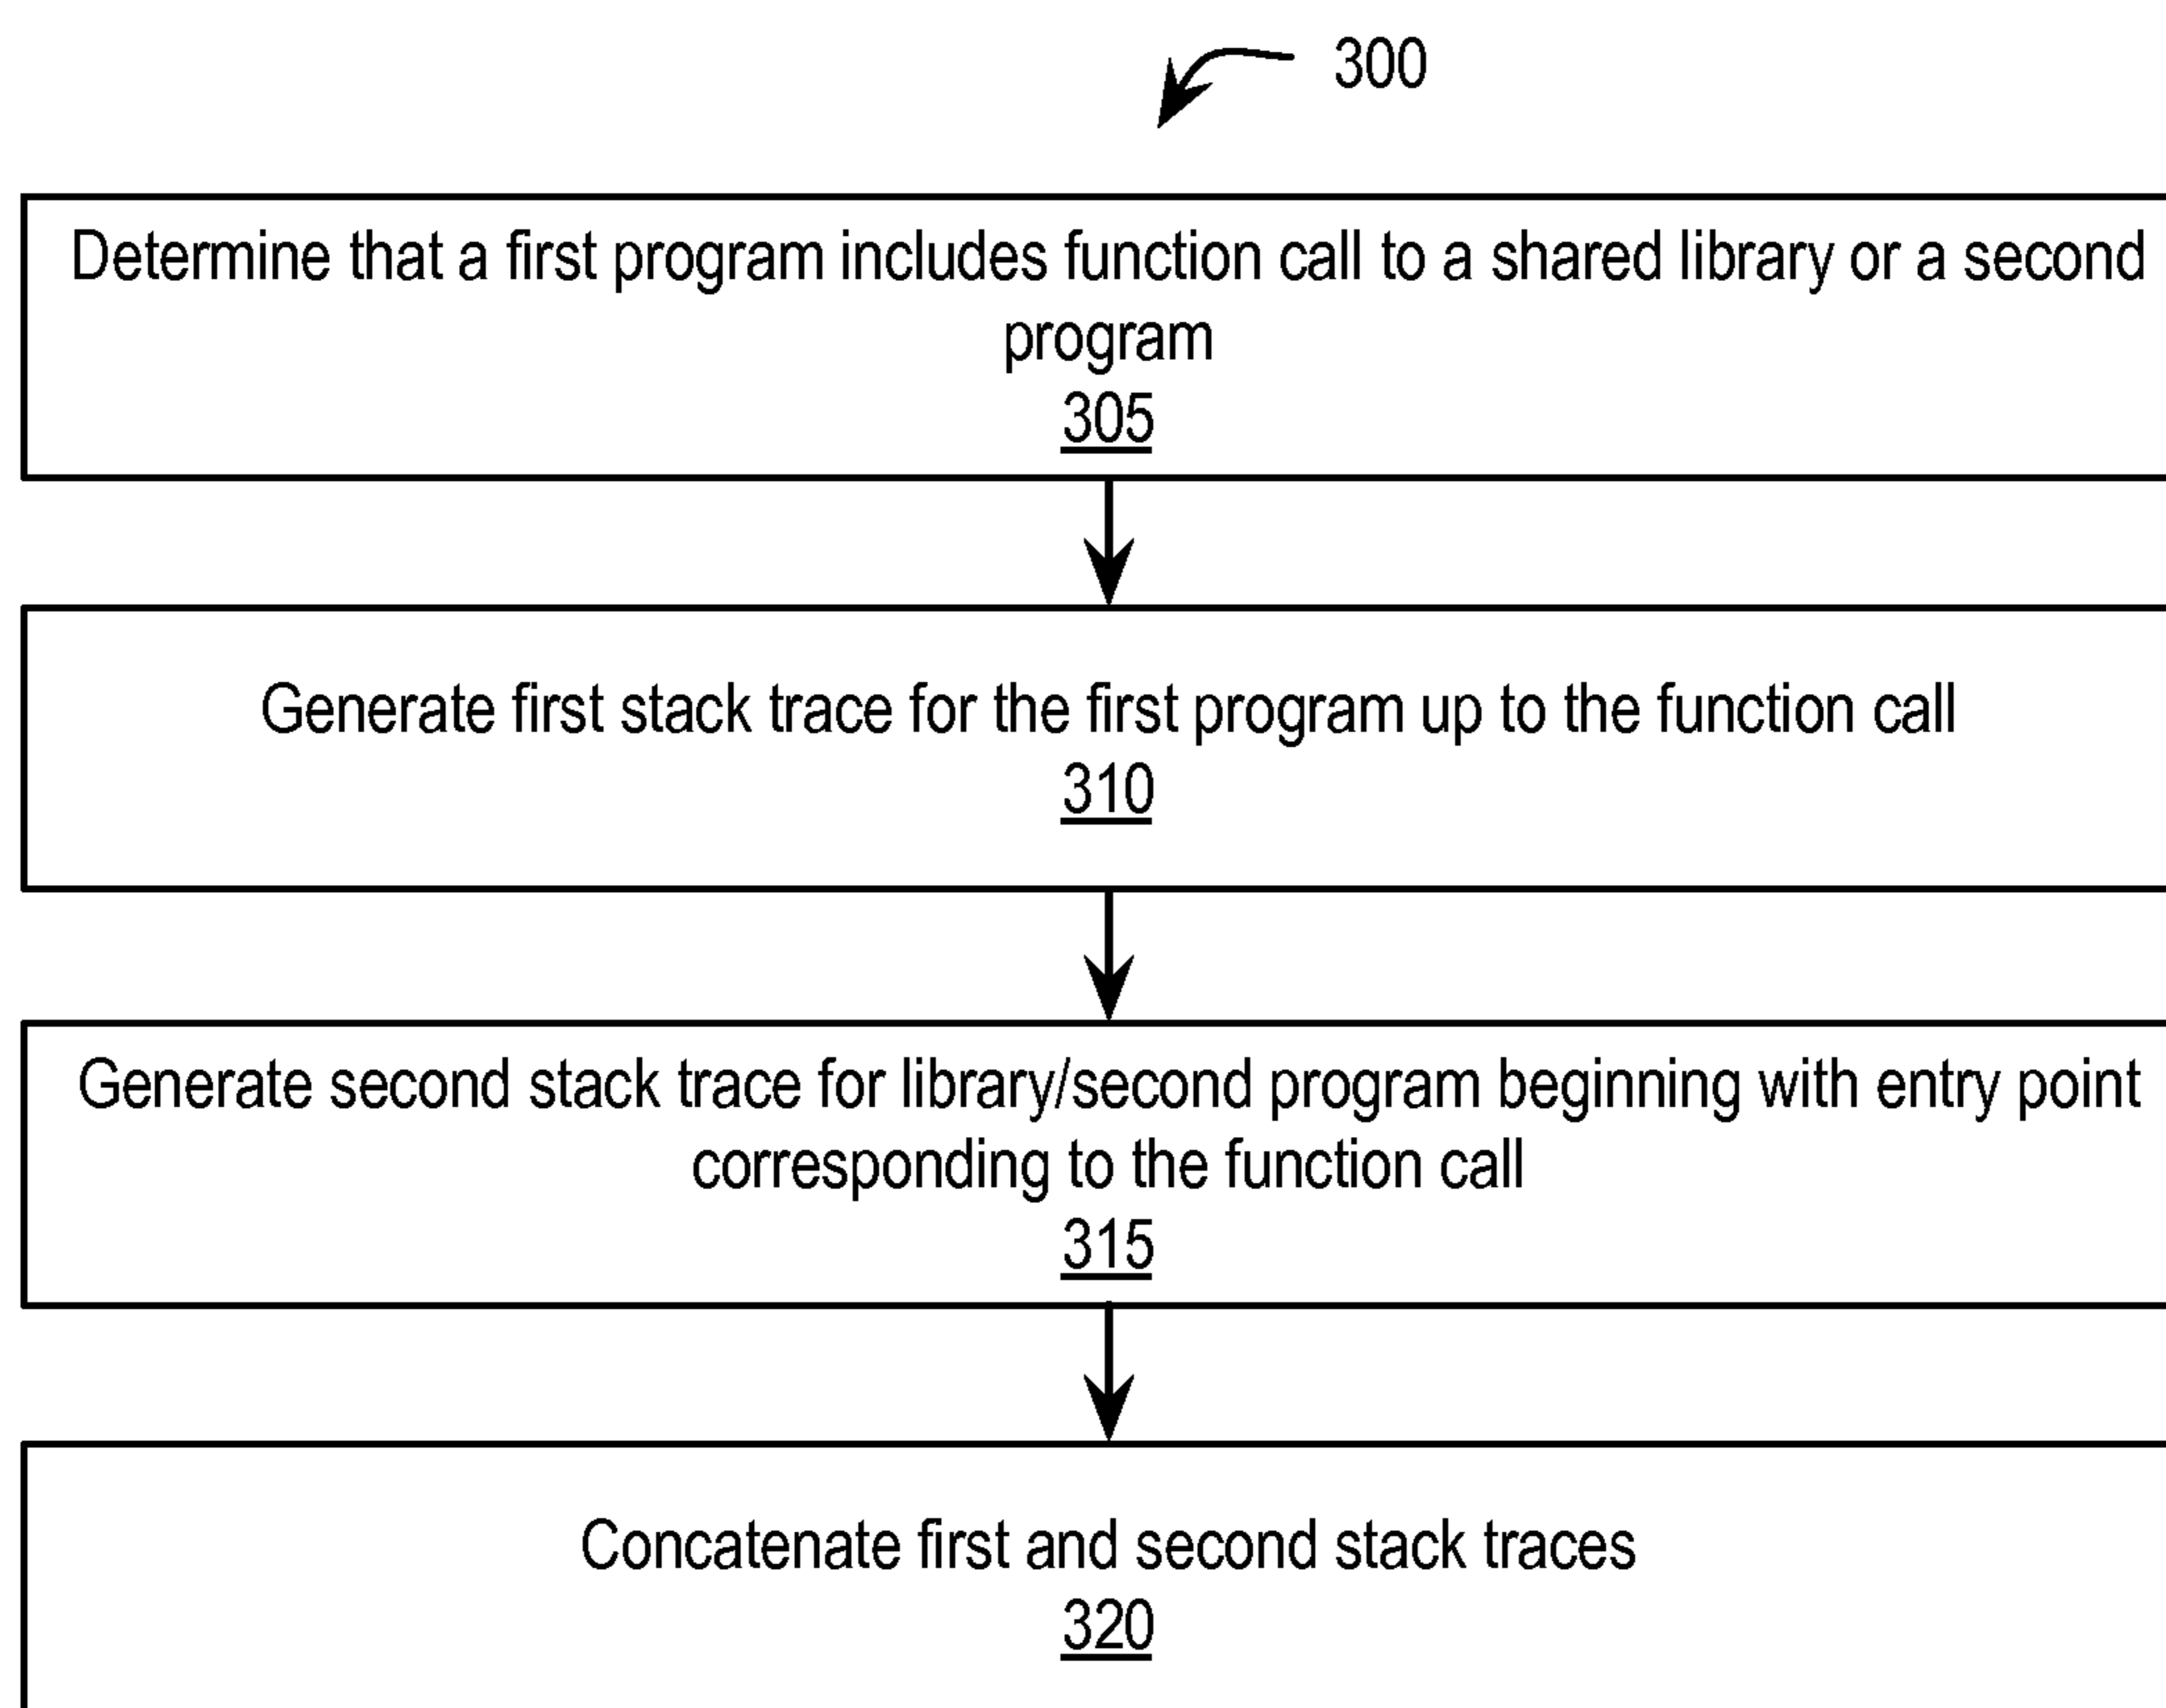 300
Determine that a first program includes function call to a shared library or a second
program
305
Generate first stack trace for the first program up to the function call
310
Generate second stack trace for library/second program beginning with entry point
corresponding to the function call
315
Concatenate first and second stack traces
320